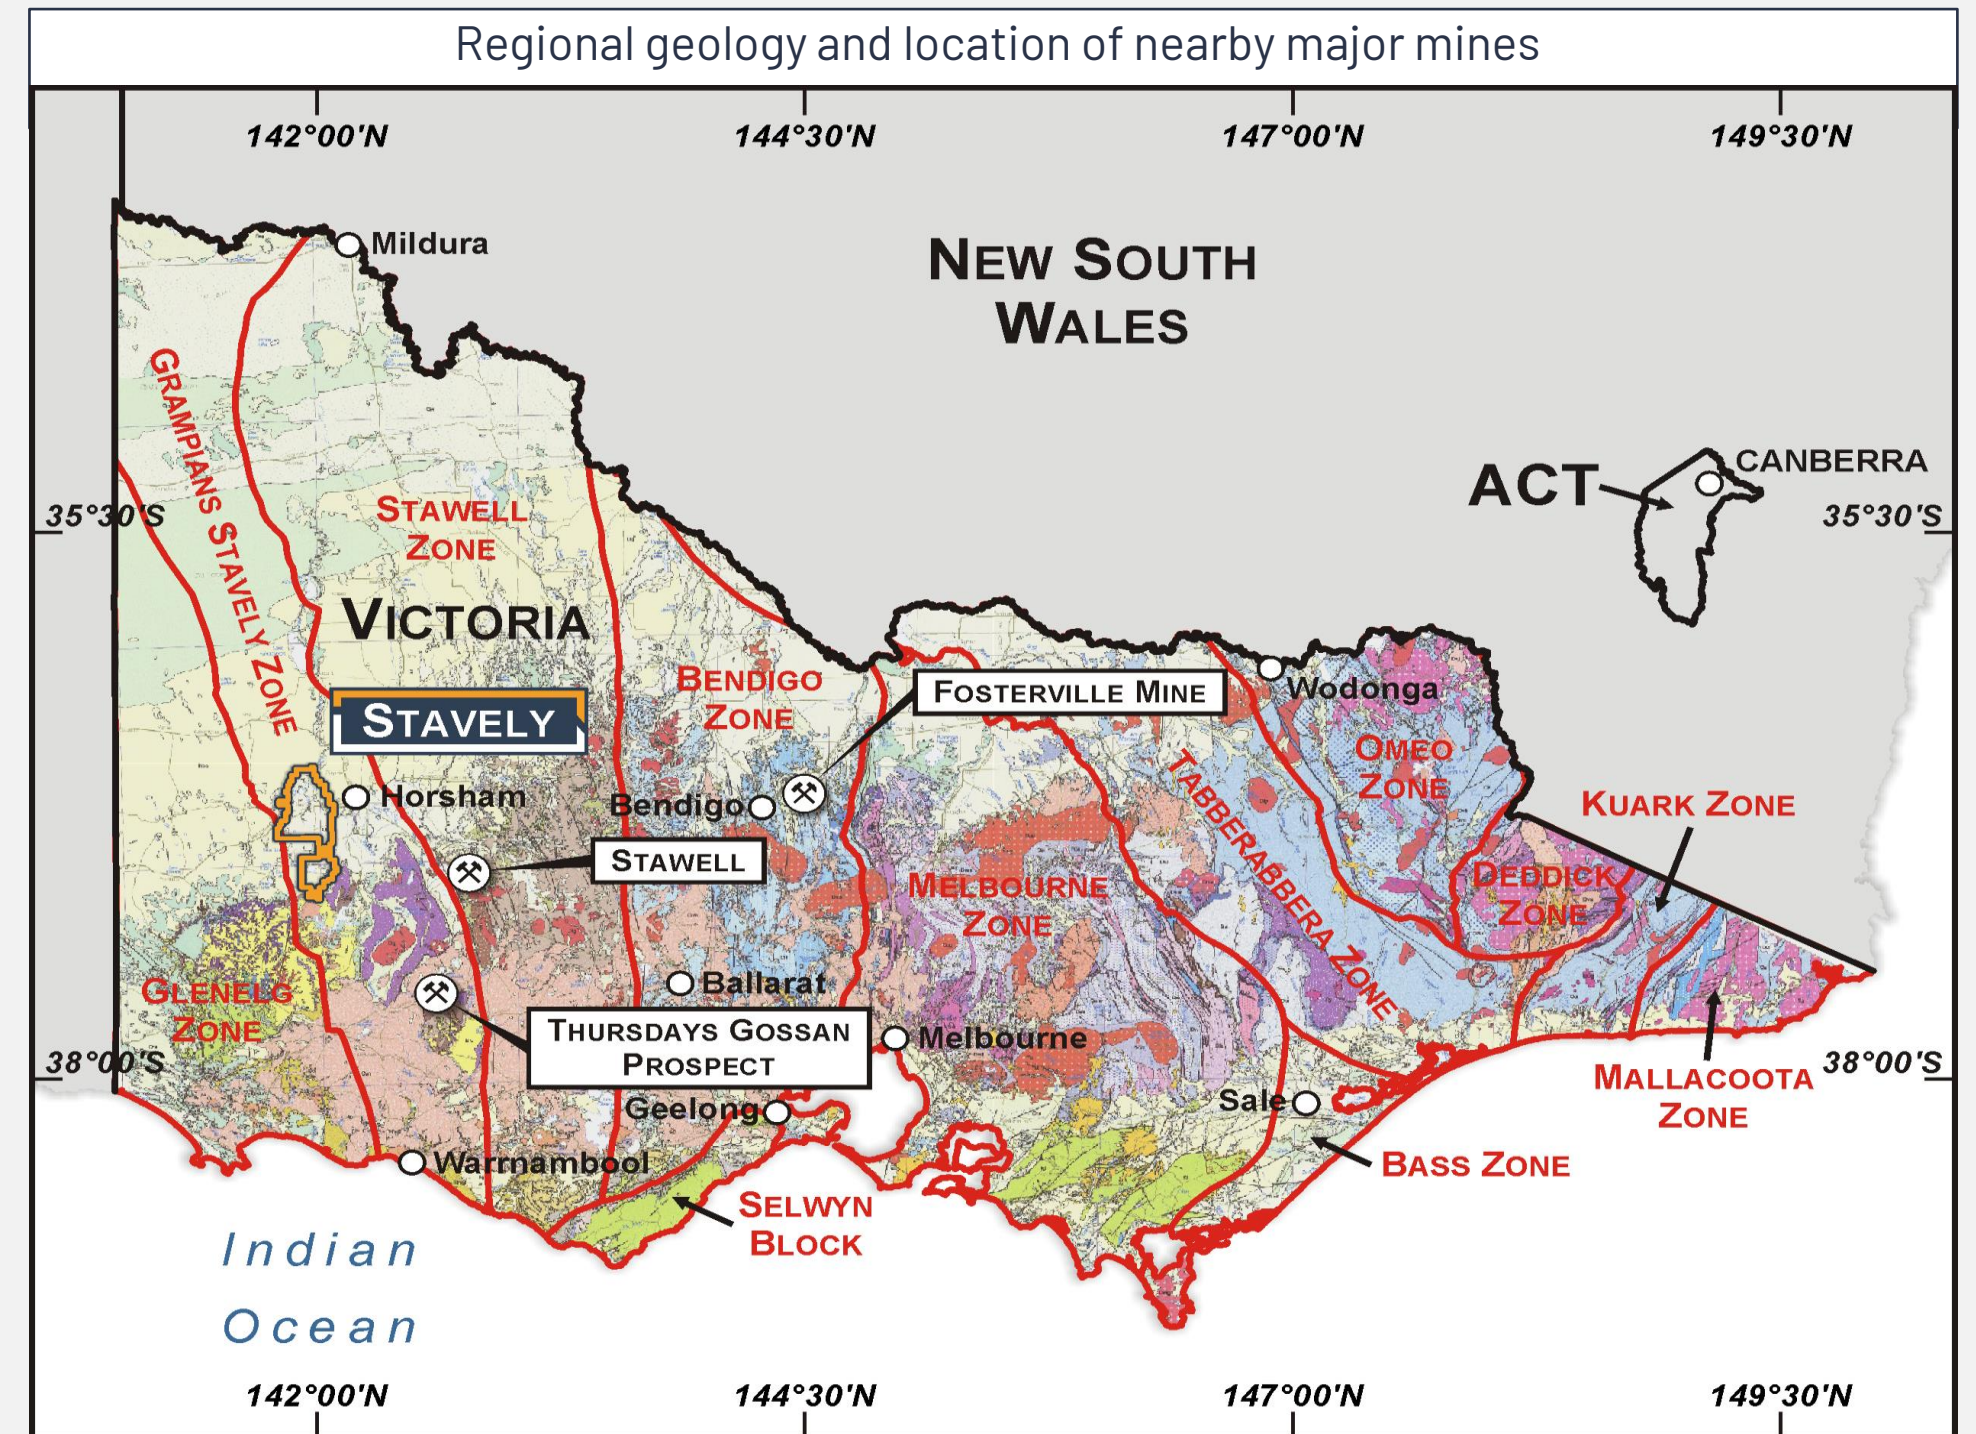 Regional geology and location of nearby major mines
142°00'N
144°30'N
147°00'N
149°30'N
Mildura
NEW SOUTH
WALES
GRAMPIANS STAVELY ZONE
CANBERRA
ACT
35°30'S
35°30'S
STAWELL
ZONE
VICTORIA
BENDIGO
ZONE
FOSTERVILLE MINE
Wodonga
STAVELY
OMEO
ZONE
TABBERABBERA ZONE
Horsham
Bendigo
KUARK ZONE
STAWELL
MELBOURNE
ZONE
DEDDICK
ZONE
GLENELG
ZONE
Ballarat
THURSDAYS GOSSAN
PROSPECT
Melbourne
38°00'S
38°00'S
MALLACOOTA
ZONE
Geelong
Sale
Warrnambool
BASS ZONE
SELWYN
BLOCK
Indian
Ocean
142°00'N
144°30'N
147°00'N
149°30'N